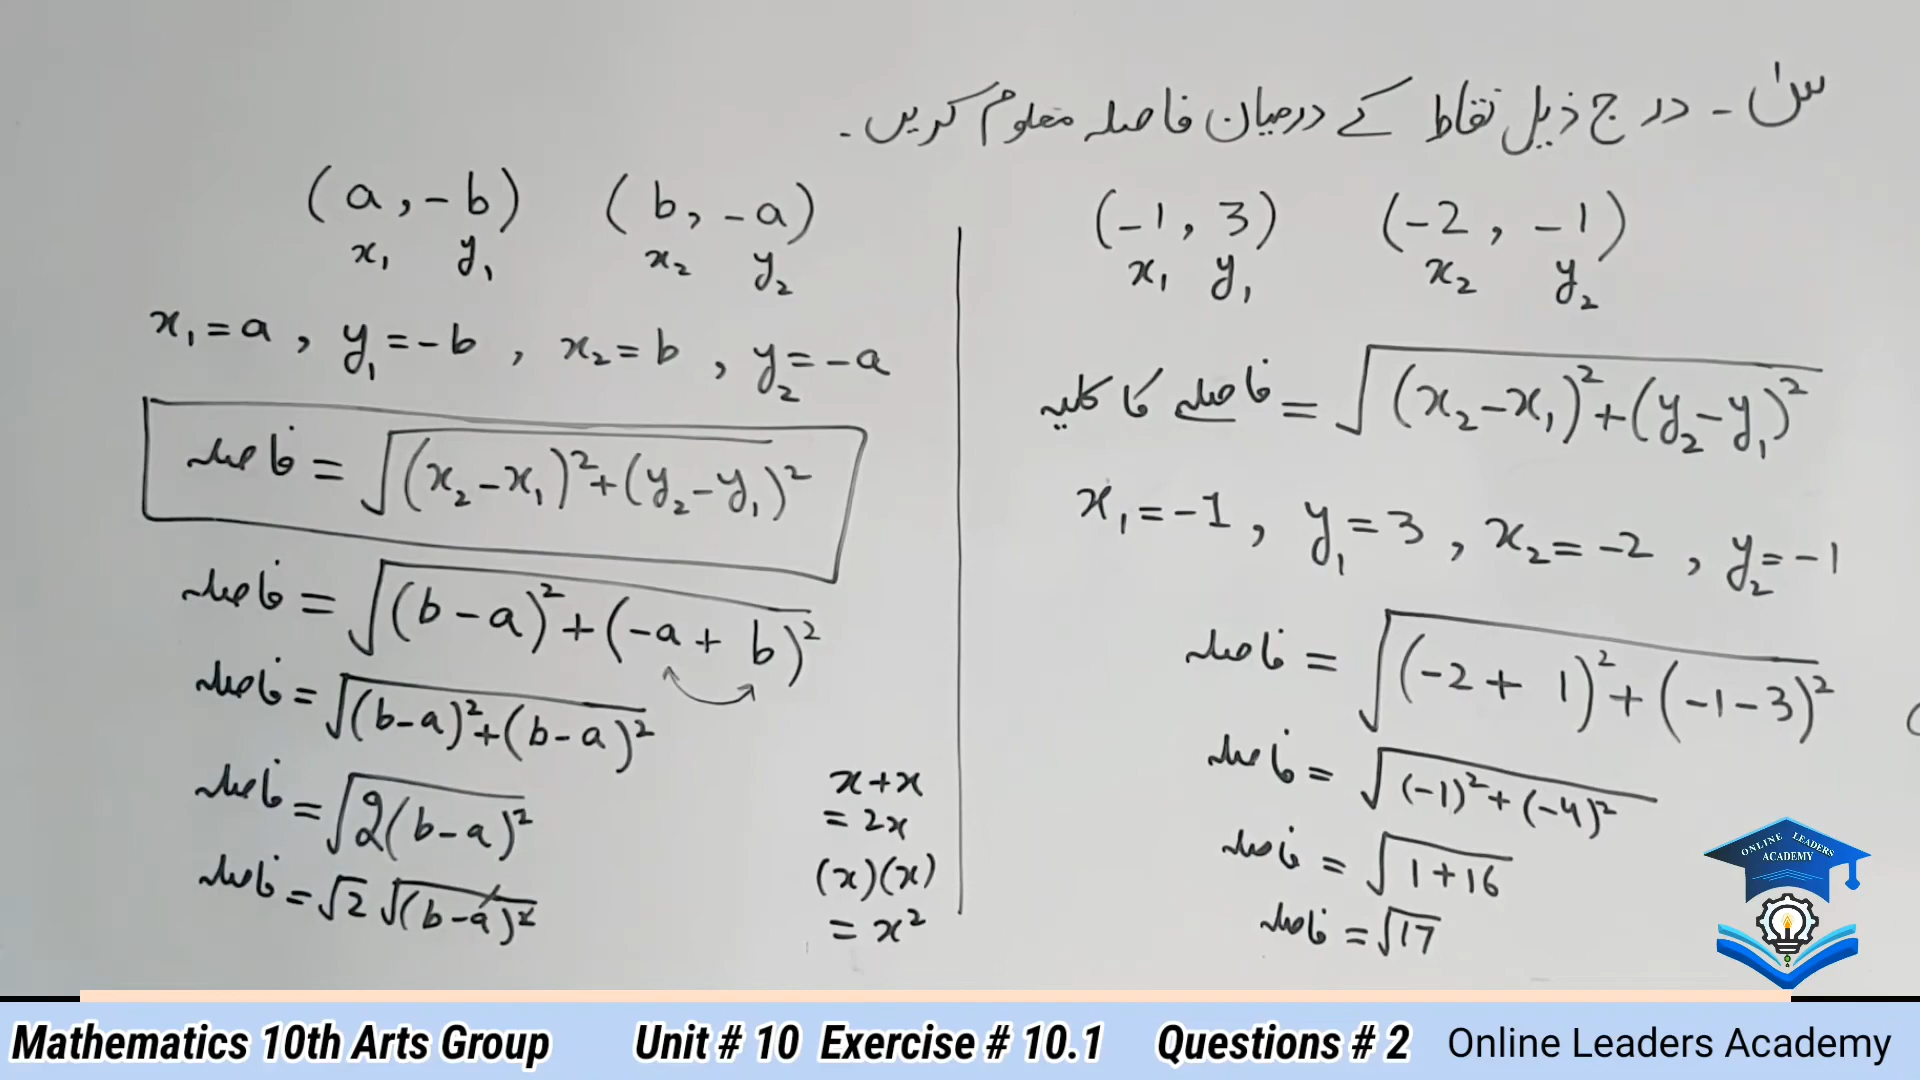 س۱۔ درج ذیل نقاط کے درمیان فاصلہ معلوم کریں۔
(-1, 3) (-2, -1)
x₁ y₁ x₂ y₂
فاصلے کا کلیہ = √(x₂-x₁)²+(y₂-y₁)²
x₁=-1, y₁=3, x₂=-2, y₂=-1
فاصلہ = √(-2+1)²+(-1-3)²
فاصلہ = √(-1)²+(-4)²
فاصلہ = √1+16
فاصلہ = √17
(a, -b) (b, -a)
x₁ y₁ x₂ y₂
x₁=a, y₁=-b, x₂=b, y₂=-a
فاصلہ = √(x₂-x₁)²+(y₂-y₁)²
فاصلہ = √(b-a)²+(-a+b)²
فاصلہ = √(b-a)²+(b-a)²
فاصلہ = √2(b-a)²
فاصلہ = √2 √(b-a)²
x+x
= 2x
(x)(x)
= x²
ONLINE LEADERS
ACADEMY
Mathematics 10th Arts Group Unit # 10 Exercise # 10.1 Questions # 2 Online Leaders Academy